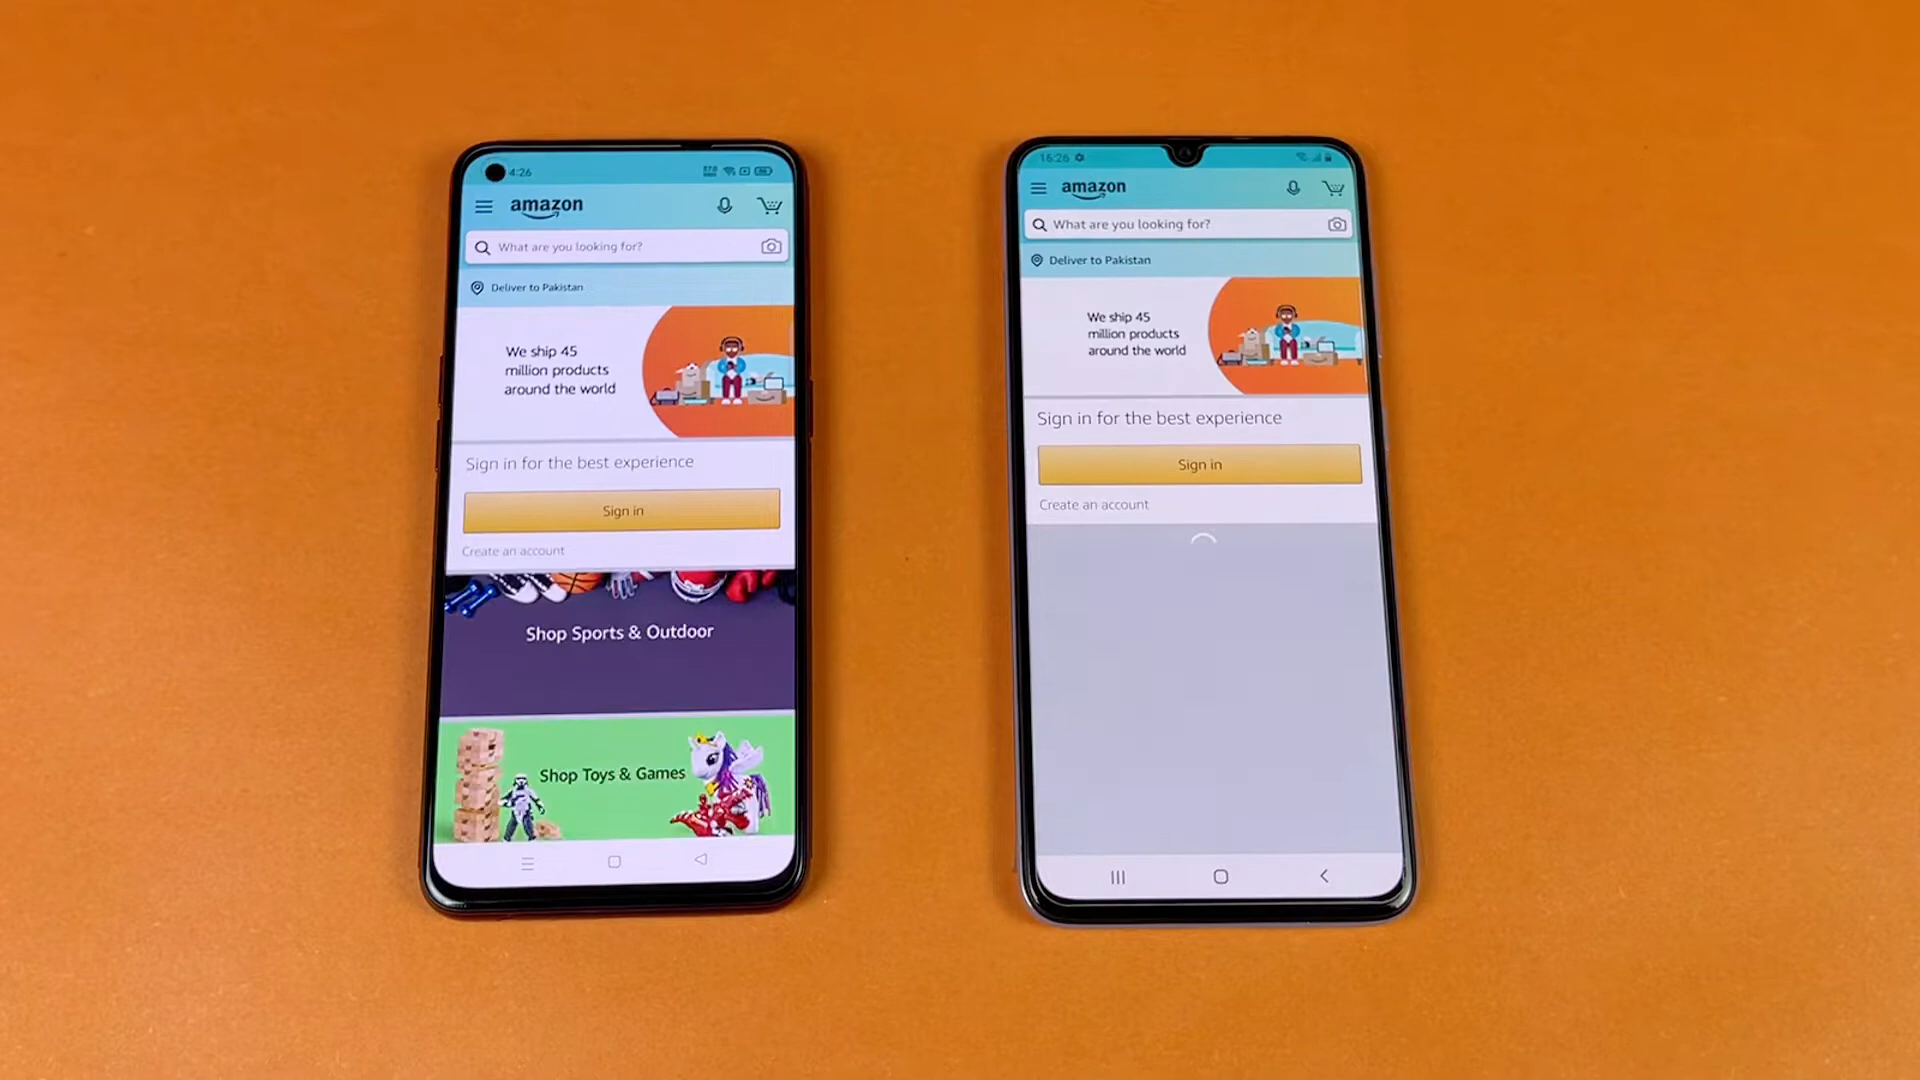 4:26
amazon
What are you looking for?
Deliver to Pakistan
We ship 45
million products
around the world
Sign in for the best experience
Sign in
Create an account
Shop Sports & Outdoor
Shop Toys & Games
16:26
amazon
What are you looking for?
Deliver to Pakistan
We ship 45
million products
around the world
Sign in for the best experience
Sign in
Create an account